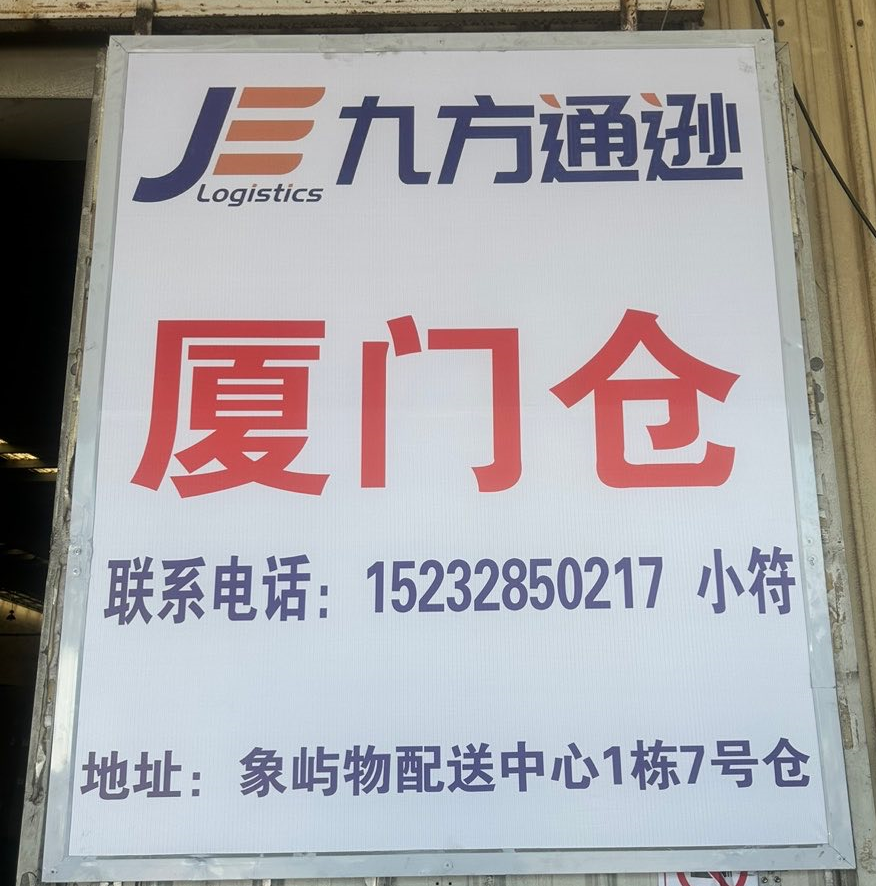 JE Logistics 九方通逊
厦门仓
联系电话：15232850217 小符
地址：象屿物配送中心1栋7号仓